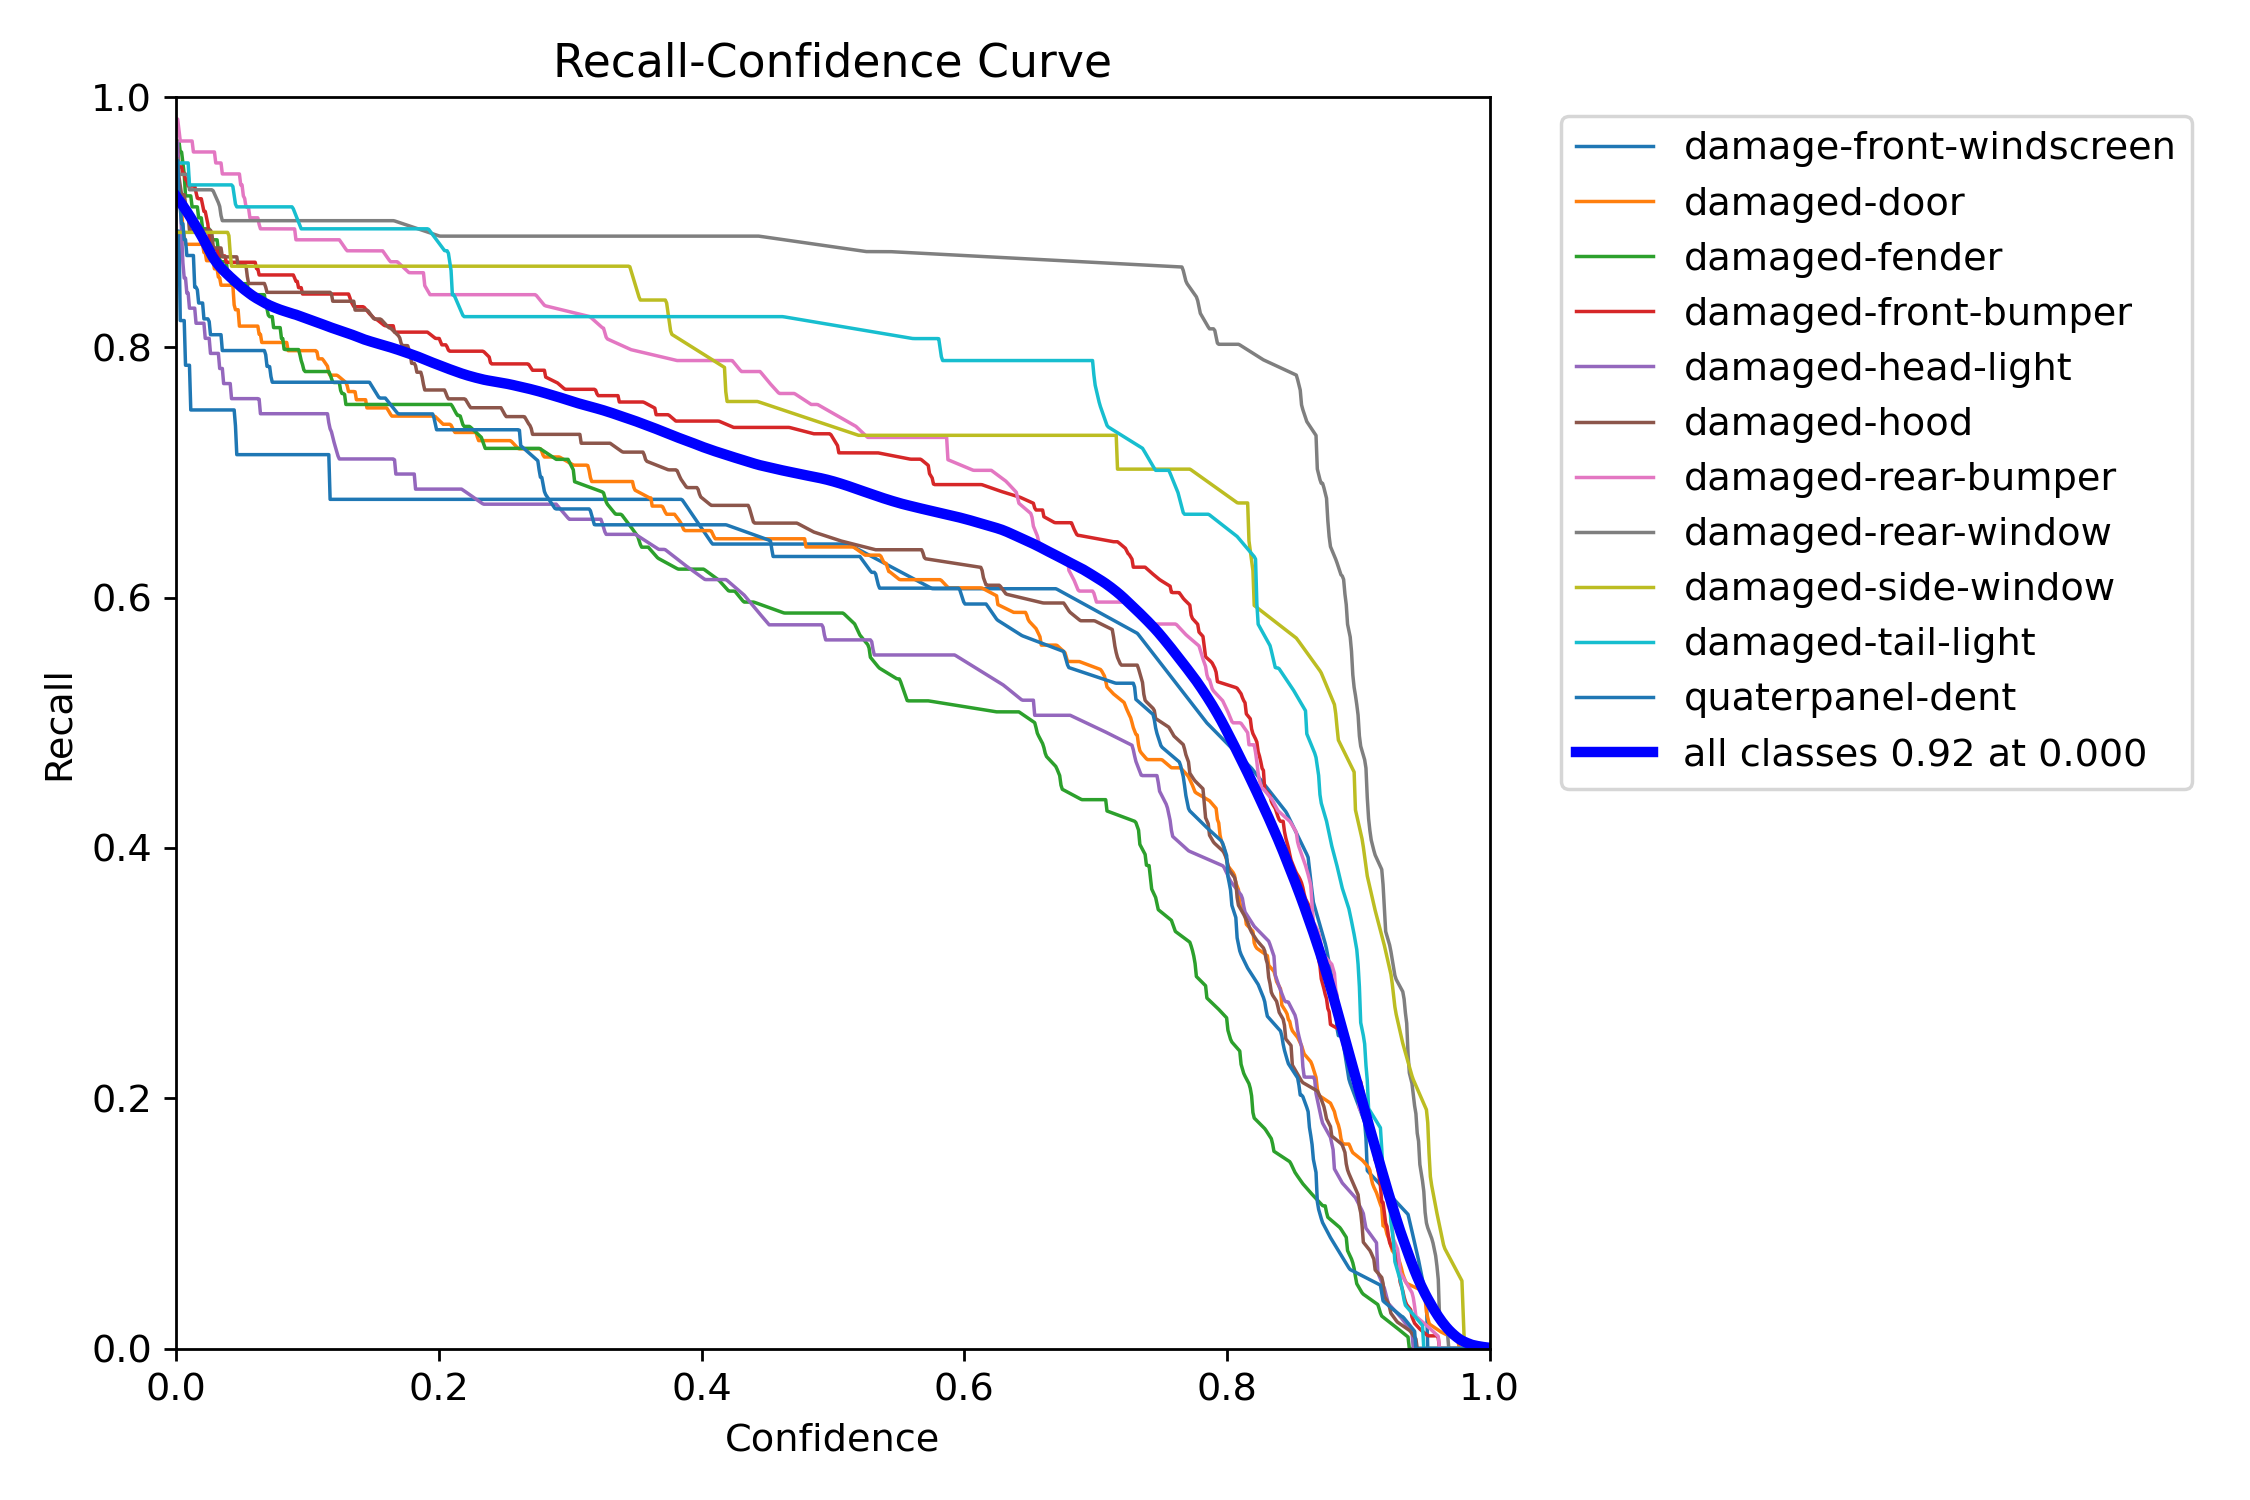 Recall-Confidence Curve
1.0
0.8
0.6
0.4
0.2
0.0
Recall
0.0 0.2 0.4 0.6 0.8 1.0
Confidence
damage-front-windscreen
damaged-door
damaged-fender
damaged-front-bumper
damaged-head-light
damaged-hood
damaged-rear-bumper
damaged-rear-window
damaged-side-window
damaged-tail-light
quaterpanel-dent
all classes 0.92 at 0.000